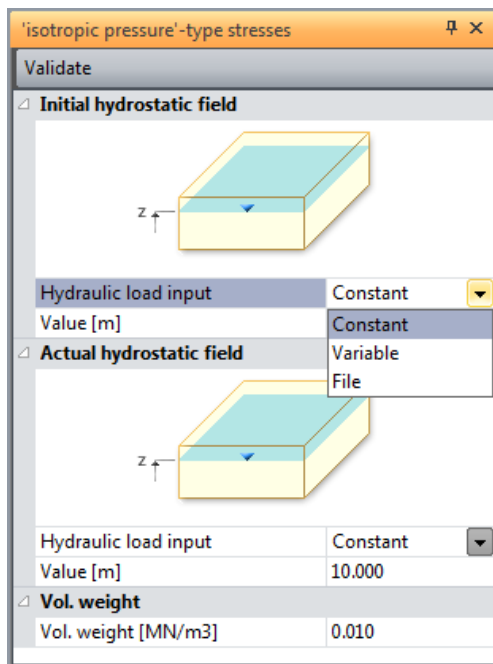 'isotropic pressure'-type stresses
Validate
Initial hydrostatic field
z
Hydraulic load input Constant
Value [m]
Constant
Variable
File
Actual hydrostatic field
z
Hydraulic load input Constant
Value [m] 10.000
Vol. weight
Vol. weight [MN/m3] 0.010